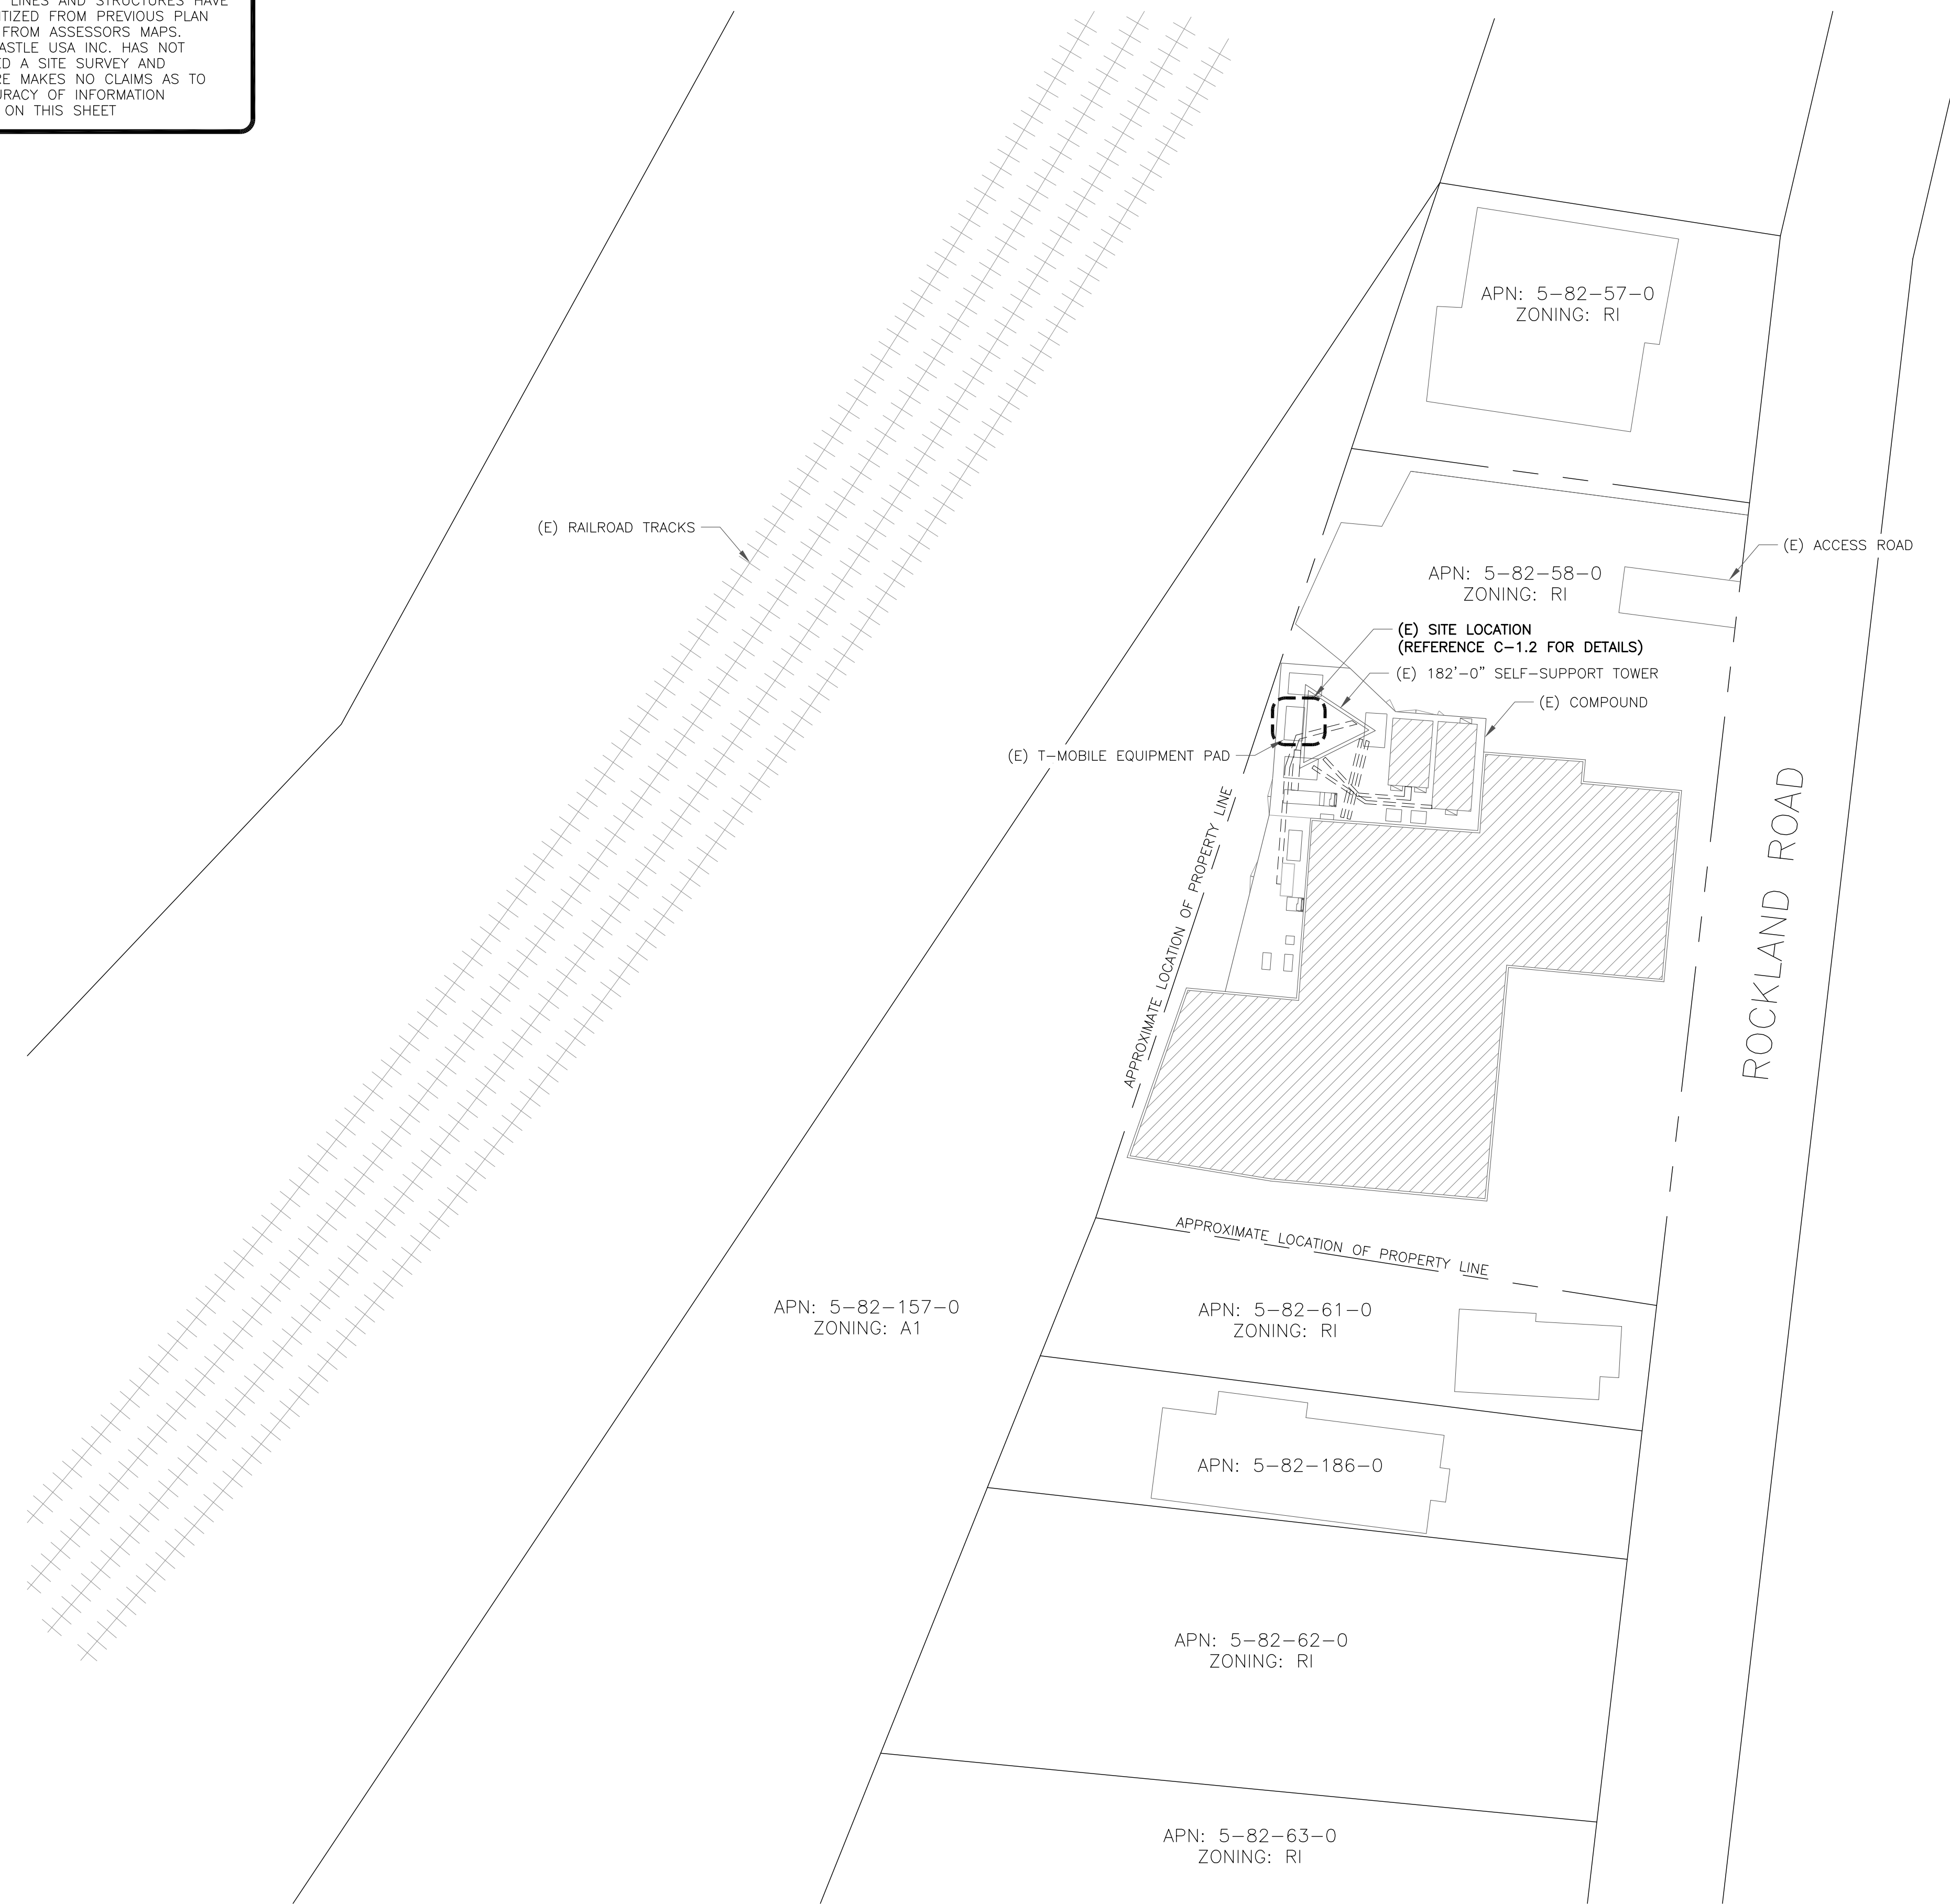 LINES AND STRUCTURES HAVE
FROM PREVIOUS PLAN
FROM ASSESSORS MAPS.
USA INC. HAS NOT
A SITE SURVEY AND
MAKES NO CLAIMS AS TO
OF INFORMATION
ON THIS SHEET
APN: 5-82-57-0
ZONING: RI
(E) RAILROAD TRACKS
(E) ACCESS ROAD
APN: 5-82-58-0
ZONING: RI
(E) SITE LOCATION
(REFERENCE C-1.2 FOR DETAILS)
(E) 182'-0" SELF-SUPPORT TOWER
(E) COMPOUND
(E) T-MOBILE EQUIPMENT PAD
APPROXIMATE LOCATION OF PROPERTY LINE
ROCKLAND ROAD
APPROXIMATE LOCATION OF PROPERTY LINE
APN: 5-82-157-0
ZONING: A1
APN: 5-82-61-0
ZONING: RI
APN: 5-82-186-0
APN: 5-82-62-0
ZONING: RI
APN: 5-82-63-0
ZONING: RI